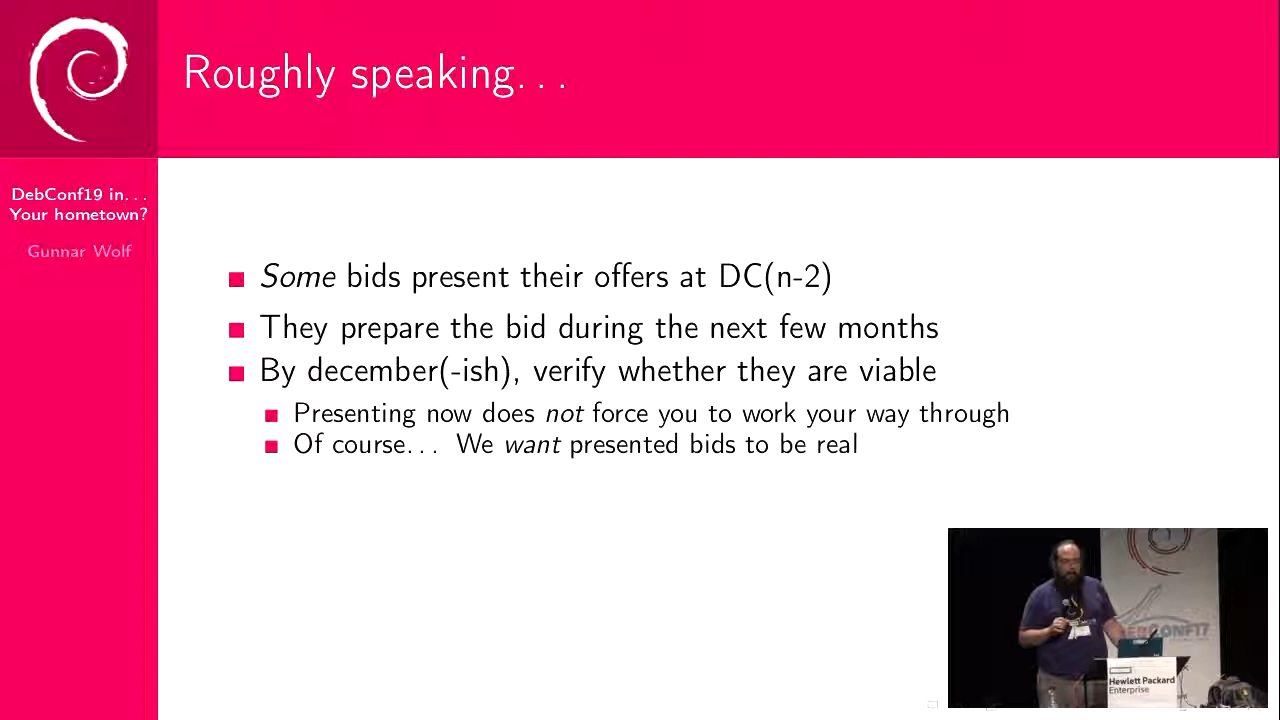 Roughly speaking...
DebConf19 in...
Your hometown?
Gunnar Wolf
Some bids present their offers at DC(n-2)
They prepare the bid during the next few months
By december(-ish), verify whether they are viable
Presenting now does not force you to work your way through
Of course... We want presented bids to be real
DEBCONF17
Hewlett Packard
Enterprise